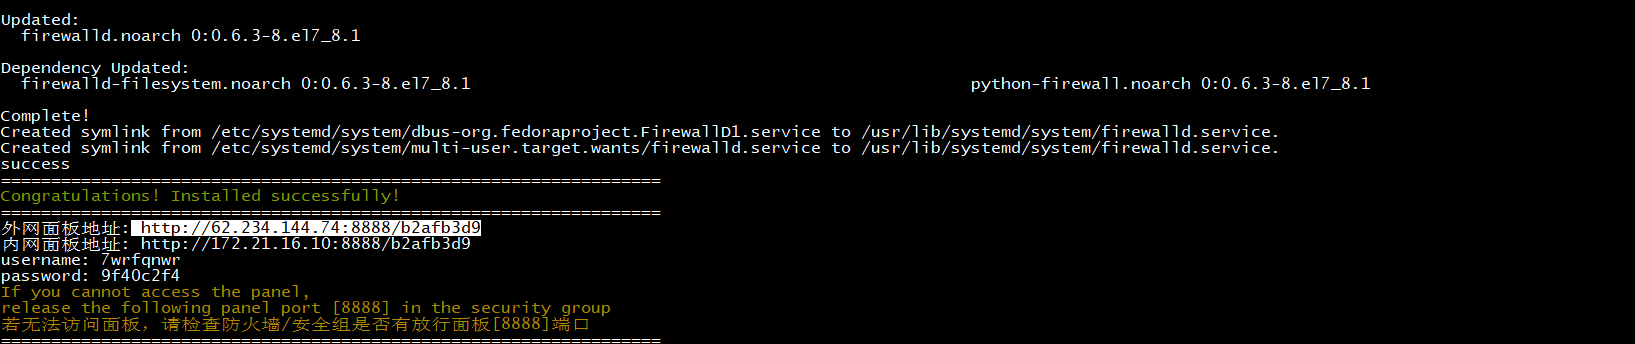 Updated:
firewalld.noarch 0:0.6.3-8.el7_8.1
Dependency Updated:
firewalld-filesystem.noarch 0:0.6.3-8.el7_8.1 python-firewall.noarch 0:0.6.3-8.el7_8.1
Complete!
Created symlink from /etc/systemd/system/dbus-org.fedoraproject.FirewallD1.service to /usr/lib/systemd/system/firewalld.service.
Created symlink from /etc/systemd/system/multi-user.target.wants/firewalld.service to /usr/lib/systemd/system/firewalld.service.
success
==================================================================
Congratulations! Installed successfully!
==================================================================
外网面板地址: http://62.234.144.74:8888/b2afb3d9
内网面板地址: http://172.21.16.10:8888/b2afb3d9
username: 7wrfqnwr
password: 9f40c2f4
If you cannot access the panel,
release the following panel port [8888] in the security group
若无法访问面板，请检查防火墙/安全组是否有放行面板[8888]端口
==================================================================